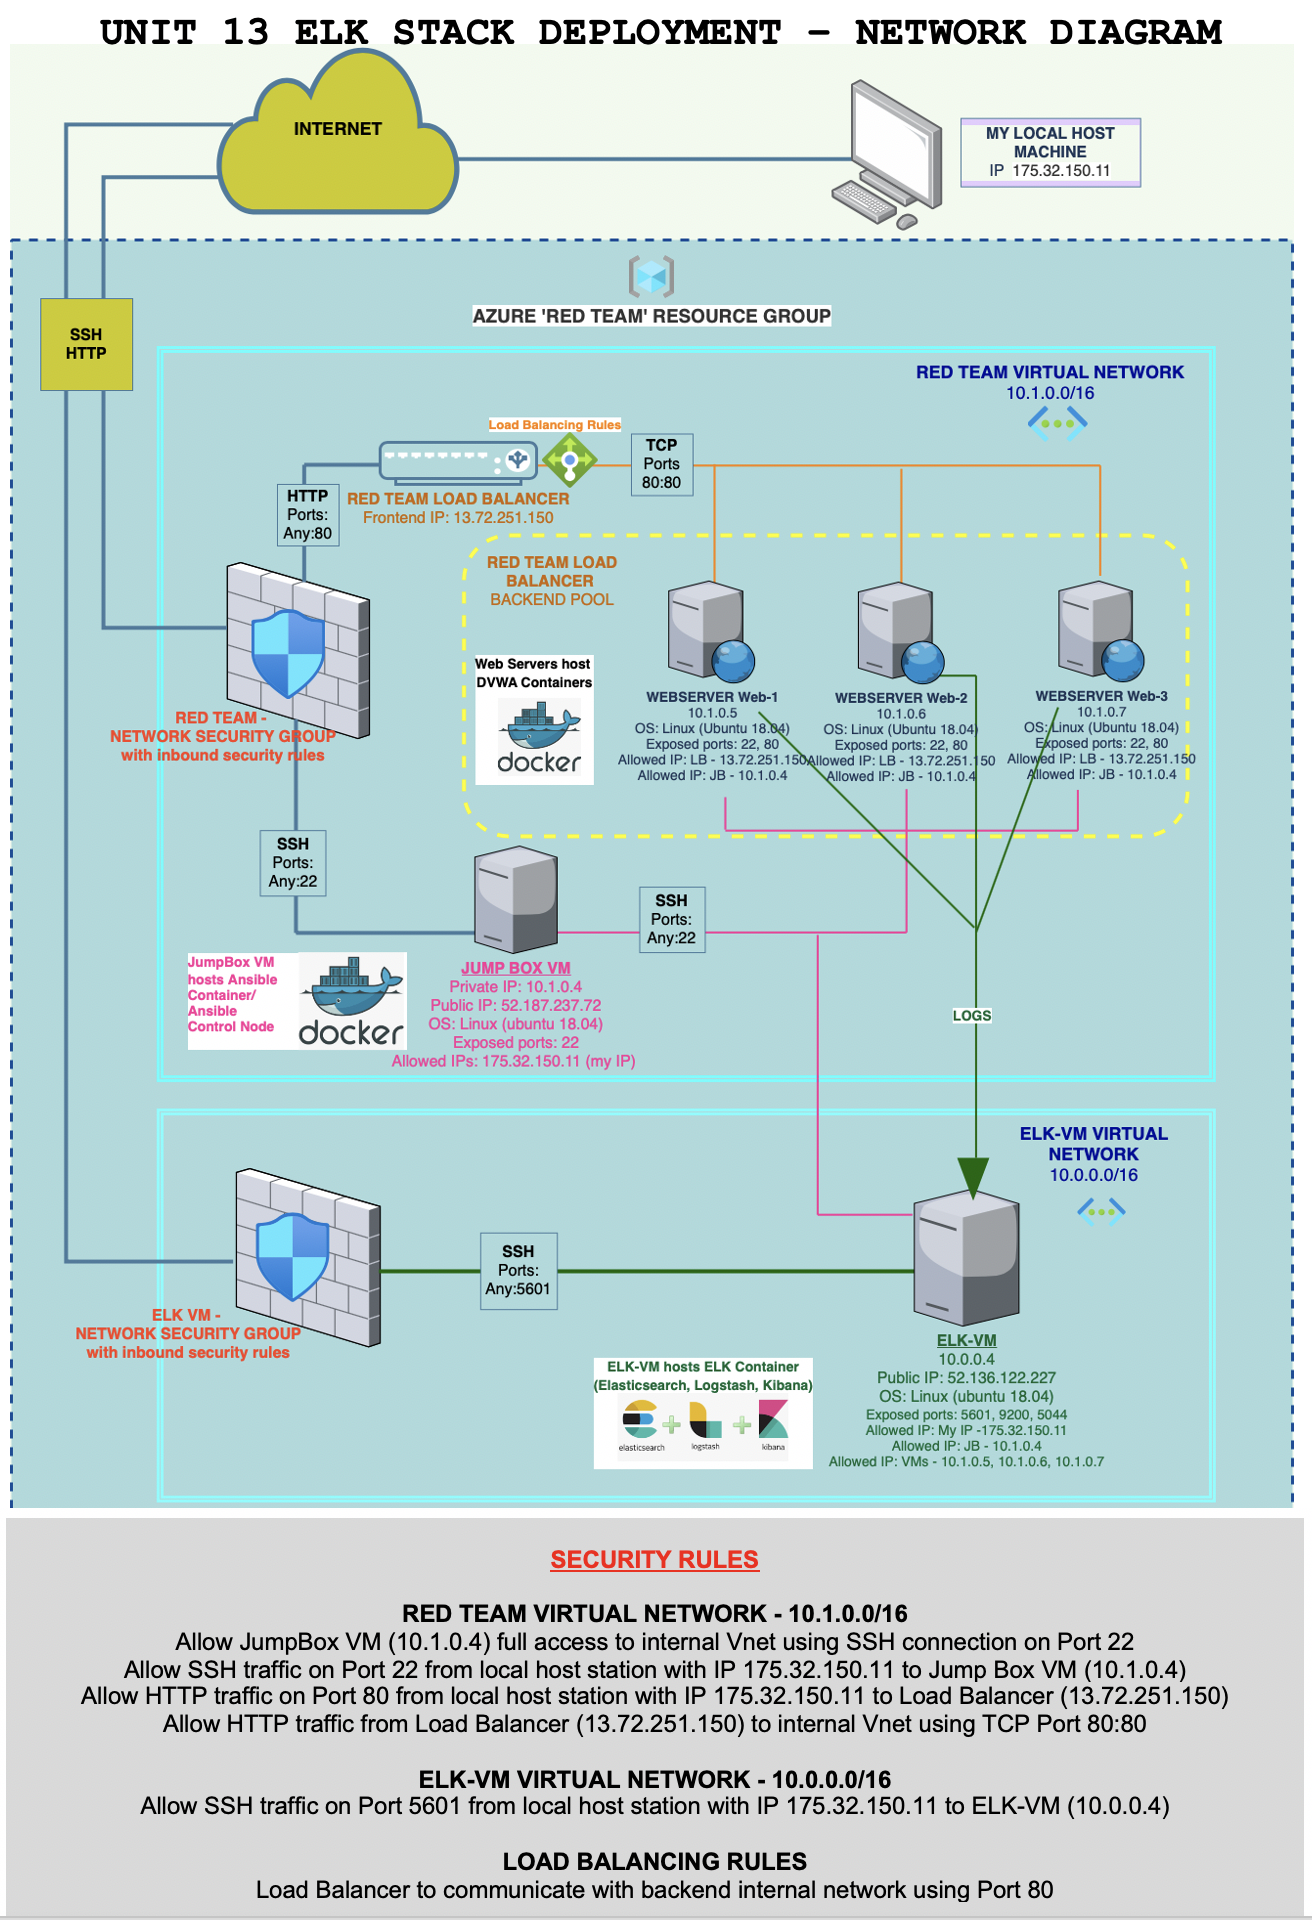 UNIT 13 ELK STACK DEPLOYMENT – NETWORK DIAGRAM
INTERNET
MY LOCAL HOST
MACHINE
IP 175.32.150.11
SSH
HTTP
AZURE 'RED TEAM' RESOURCE GROUP
RED TEAM VIRTUAL NETWORK
10.1.0.0/16
Load Balancing Rules
TCP
Ports
80:80
HTTP
Ports:
Any:80
RED TEAM LOAD BALANCER
Frontend IP: 13.72.251.150
RED TEAM LOAD
BALANCER
BACKEND POOL
Web Servers host
DVWA Containers
docker
WEBSERVER Web-1
10.1.0.5
OS: Linux (Ubuntu 18.04)
Exposed ports: 22, 80
Allowed IP: LB - 13.72.251.150
Allowed IP: JB - 10.1.0.4
WEBSERVER Web-2
10.1.0.6
OS: Linux (Ubuntu 18.04)
Exposed ports: 22, 80
Allowed IP: LB - 13.72.251.150
Allowed IP: JB - 10.1.0.4
WEBSERVER Web-3
10.1.0.7
OS: Linux (Ubuntu 18.04)
Exposed ports: 22, 80
Allowed IP: LB - 13.72.251.150
Allowed IP: JB - 10.1.0.4
RED TEAM -
NETWORK SECURITY GROUP
with inbound security rules
SSH
Ports:
Any:22
SSH
Ports:
Any:22
JumpBox VM
hosts Ansible
Container/
Ansible
Control Node
docker
JUMP BOX VM
Private IP: 10.1.0.4
Public IP: 52.187.237.72
OS: Linux (ubuntu 18.04)
Exposed ports: 22
Allowed IPs: 175.32.150.11 (my IP)
LOGS
ELK-VM VIRTUAL
NETWORK
10.0.0.0/16
SSH
Ports:
Any:5601
ELK VM -
NETWORK SECURITY GROUP
with inbound security rules
ELK-VM hosts ELK Container
(Elasticsearch, Logstash, Kibana)
elasticsearch
logstash
kibana
ELK-VM
10.0.0.4
Public IP: 52.136.122.227
OS: Linux (ubuntu 18.04)
Exposed ports: 5601, 9200, 5044
Allowed IP: My IP -175.32.150.11
Allowed IP: JB - 10.1.0.4
Allowed IP: VMs - 10.1.0.5, 10.1.0.6, 10.1.0.7
SECURITY RULES
RED TEAM VIRTUAL NETWORK - 10.1.0.0/16
Allow JumpBox VM (10.1.0.4) full access to internal Vnet using SSH connection on Port 22
Allow SSH traffic on Port 22 from local host station with IP 175.32.150.11 to Jump Box VM (10.1.0.4)
Allow HTTP traffic on Port 80 from local host station with IP 175.32.150.11 to Load Balancer (13.72.251.150)
Allow HTTP traffic from Load Balancer (13.72.251.150) to internal Vnet using TCP Port 80:80
ELK-VM VIRTUAL NETWORK - 10.0.0.0/16
Allow SSH traffic on Port 5601 from local host station with IP 175.32.150.11 to ELK-VM (10.0.0.4)
LOAD BALANCING RULES
Load Balancer to communicate with backend internal network using Port 80